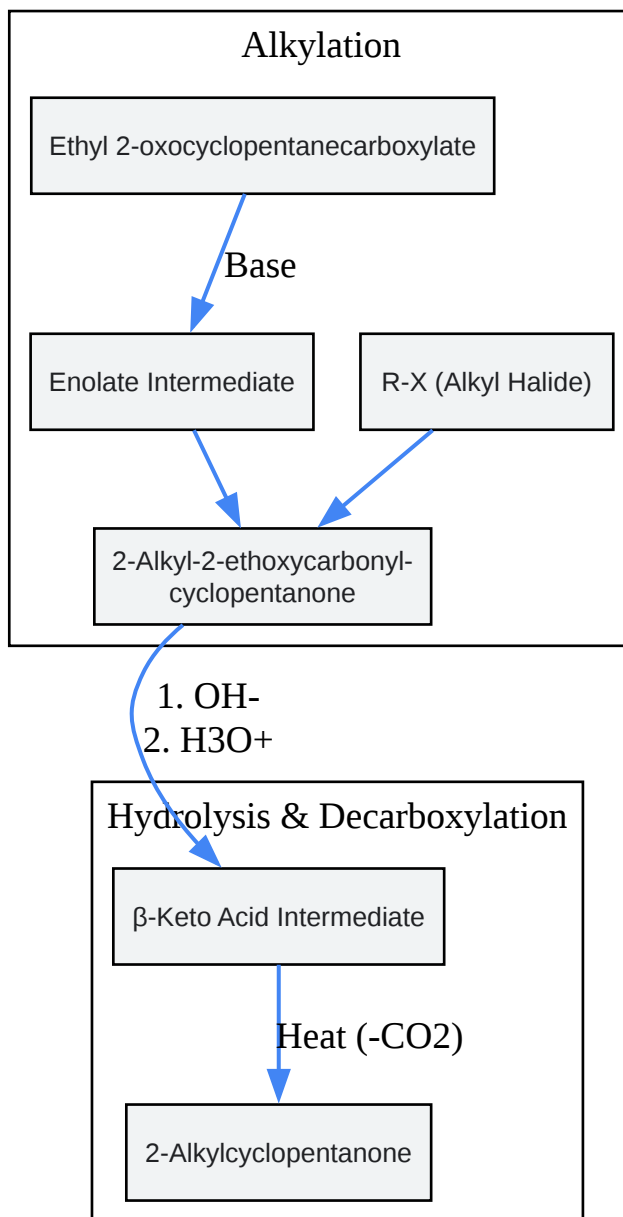 Alkylation
Ethyl 2-oxocyclopentanecarboxylate
Base
Enolate Intermediate
R-X (Alkyl Halide)
2-Alkyl-2-ethoxycarbonyl-
cyclopentanone
1. OH-
2. H3O+
Hydrolysis & Decarboxylation
β-Keto Acid Intermediate
Heat (-CO2)
2-Alkylcyclopentanone